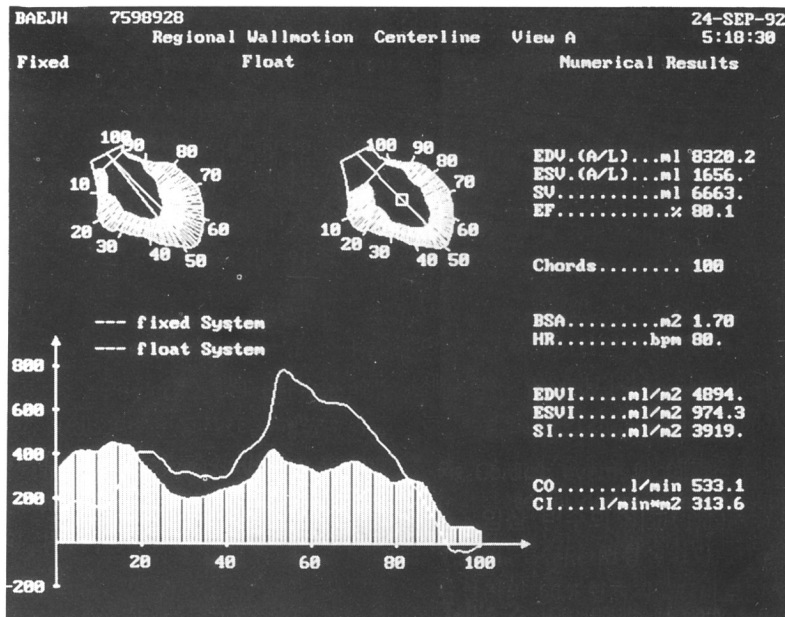 BAEJH 7598928 24-SEP-92
Regional Wallmotion Centerline View A 5:18:30
Fixed Float Numerical Results
100 90 80 70 60 50 40 30 20 10
100 90 80 70 60 50 40 30 20 10
EDV.(A/L)...ml 8320.2
ESV.(A/L)...ml 1656.
SV..........ml 6663.
EF...........% 80.1
Chords........ 100
BSA.........m2 1.70
HR.........bpm 80.
EDVI.....ml/m2 4894.
ESVI.....ml/m2 974.3
SI.......ml/m2 3919.
CO.......l/min 533.1
CI....l/min*m2 313.6
--- fixed System
--- float System
800
600
400
200
-200
20 40 60 80 100